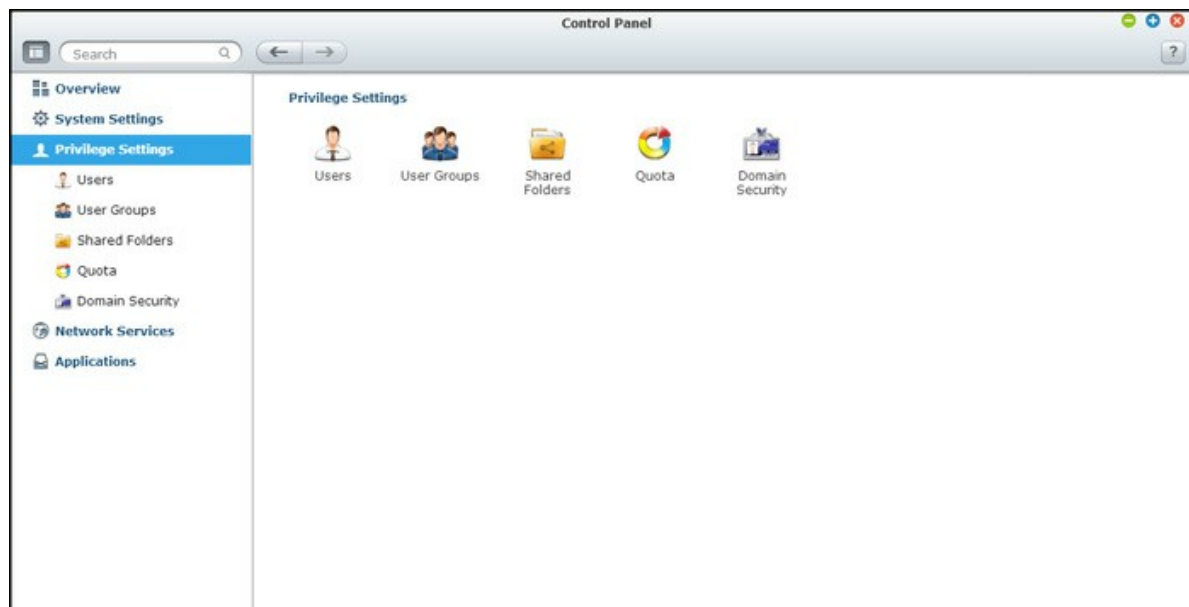 Control Panel
Search
?
Overview
System Settings
Privilege Settings
Users
User Groups
Shared Folders
Quota
Domain Security
Network Services
Applications
Privilege Settings
Users
User Groups
Shared
Folders
Quota
Domain
Security